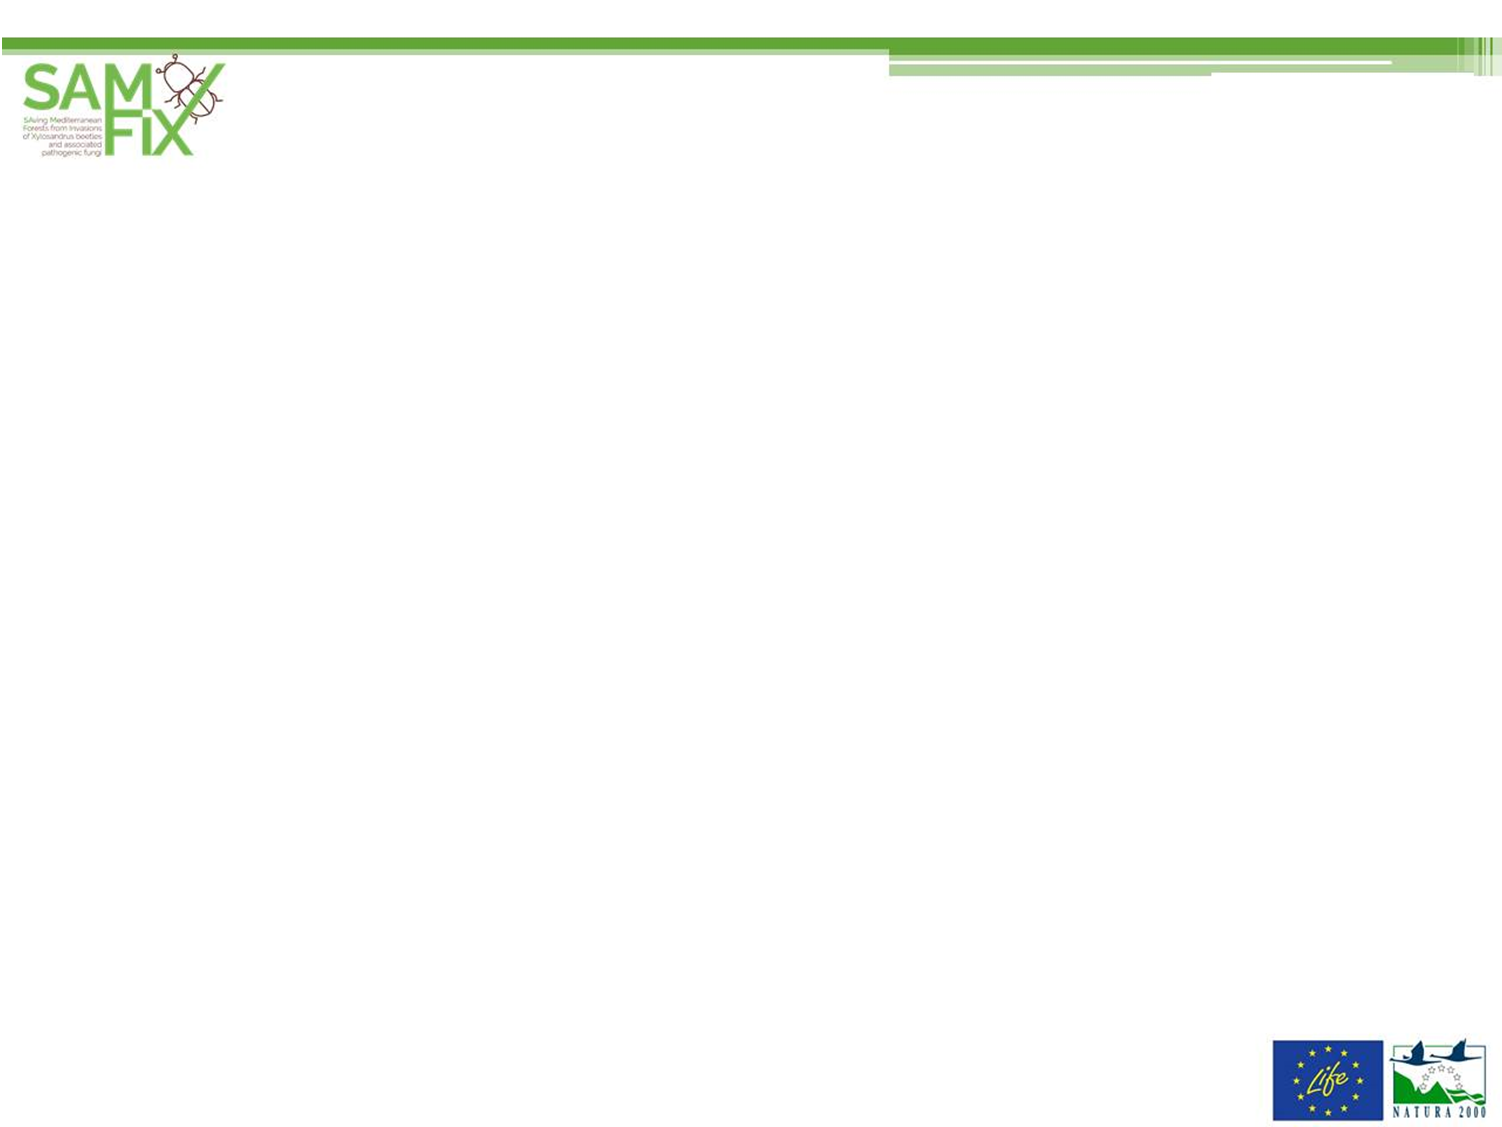 SAM
FIX
SAving Mediterranean
Forests from Invasions
of Xylosandrus beetles
and associated
pathogenic fungi
Life
NATURA 2000